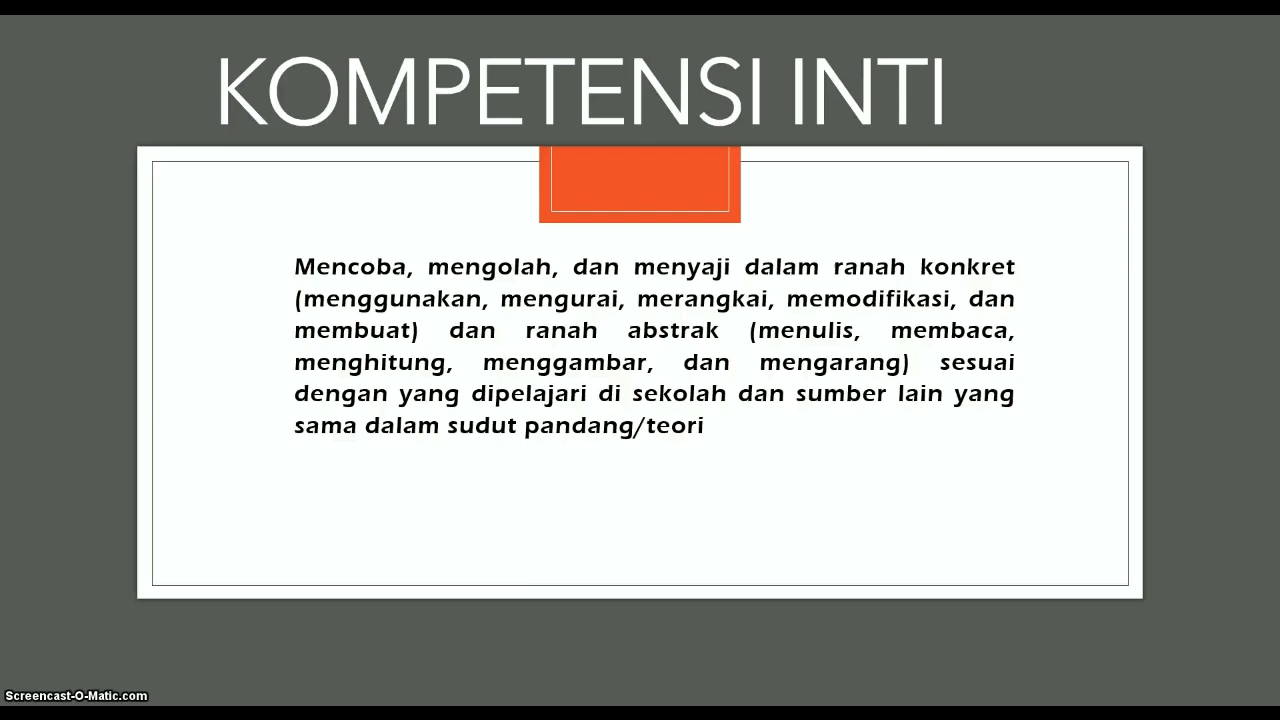 KOMPETENSI INTI
Mencoba, mengolah, dan menyaji dalam ranah konkret
(menggunakan, mengurai, merangkai, memodifikasi, dan
membuat) dan ranah abstrak (menulis, membaca,
menghitung, menggambar, dan mengarang) sesuai
dengan yang dipelajari di sekolah dan sumber lain yang
sama dalam sudut pandang/teori
Screencast-O-Matic.com